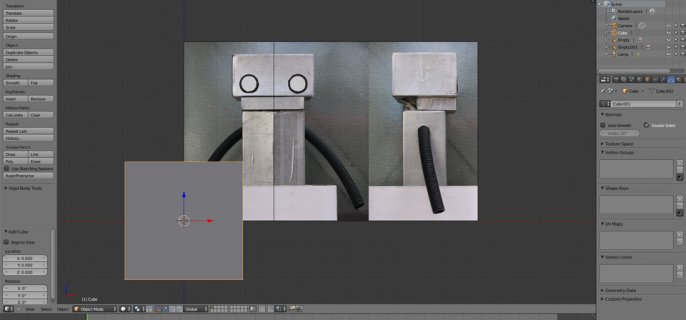 Transform:
Translate
Rotate
Scale
Origin
Object:
Duplicate Objects
Delete
Join
Shading:
Smooth Flat
Keyframes:
Insert Remove
Motion Paths:
Calculate Clear
Repeat:
Repeat Last
History...
Grease Pencil:
Draw Line
Poly Erase
Use Sketching Sessions
Ruler/Protractor
Rigid Body Tools
Add Cube
Align to View
Location
X: 0.000
Y: 0.000
Z: 0.000
Rotation
X: 0°
Y: 0°
Z: 0°
(1) Cube
View Select Add Object Object Mode Global
Scene
RenderLayers
World
Camera
Cube
Empty
Empty.001
Lamp
Cube Cube.001
Cube.001 F
Normals
Auto Smooth Double Sided
Texture Space
Vertex Groups
Shape Keys
UV Maps
Vertex Colors
Geometry Data
Custom Properties